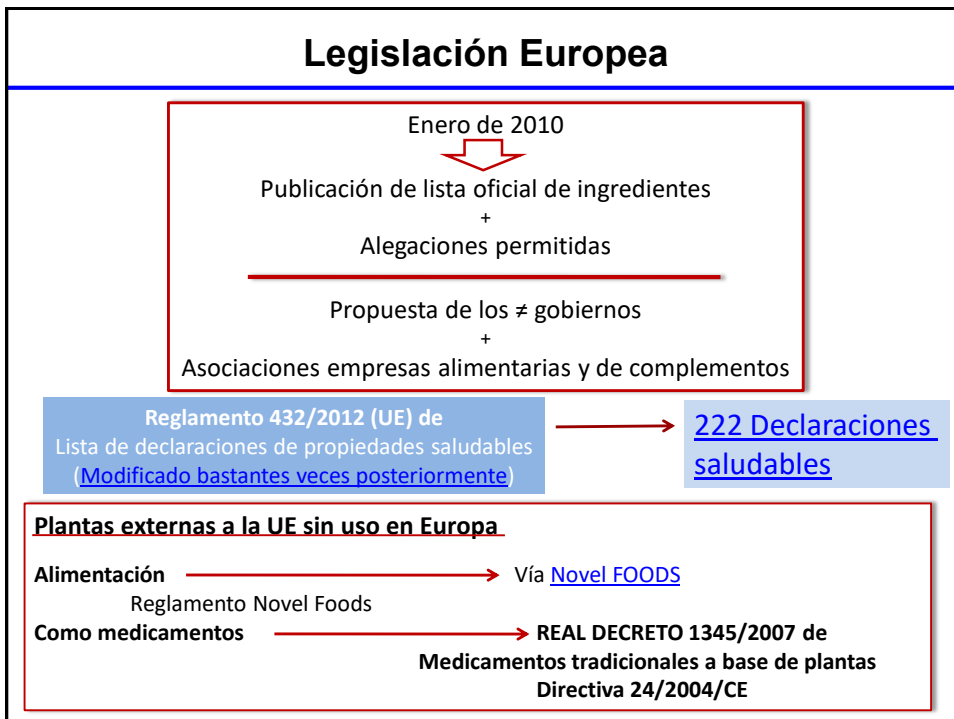 Legislación Europea
Enero de 2010
Publicación de lista oficial de ingredientes
+
Alegaciones permitidas
Propuesta de los ≠ gobiernos
+
Asociaciones empresas alimentarias y de complementos
Reglamento 432/2012 (UE) de
Lista de declaraciones de propiedades saludables
(Modificado bastantes veces posteriormente)
222 Declaraciones
saludables
Plantas externas a la UE sin uso en Europa
Alimentación Vía Novel FOODS
Reglamento Novel Foods
Como medicamentos REAL DECRETO 1345/2007 de
Medicamentos tradicionales a base de plantas
Directiva 24/2004/CE